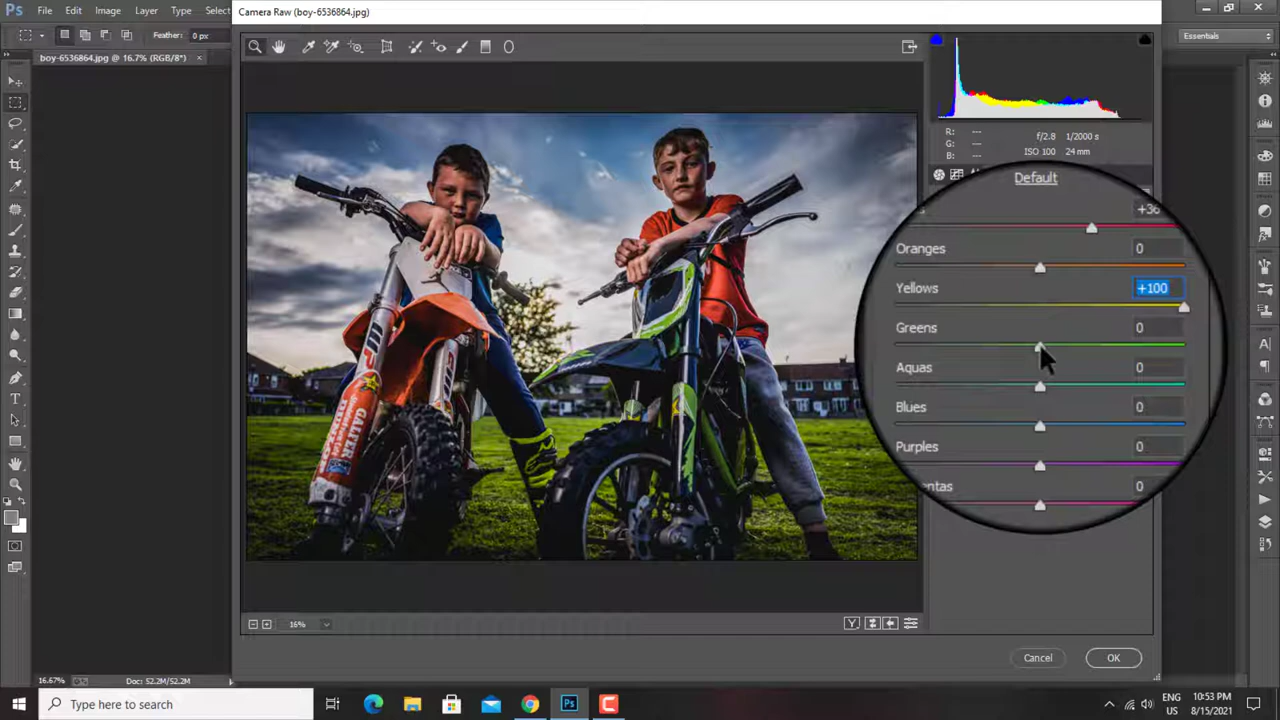 Ps File Edit Image Layer Type Select
Camera Raw (boy-6536864.jpg)
Feather: 0 px
Essentials
boy-6536864.jpg @ 16.7% (RGB/8*) ×
R: ---
G: ---
B: ---
f/2.8 1/2000 s
ISO 100 24 mm
Default
+36
Oranges 0
Yellows +100
Greens 0
Aquas 0
Blues 0
Purples 0
entas 0
GALFER
16%
Y
Cancel OK
16.67% Doc: 52.2M/52.2M
Type here to search
Ps
ENG
US
10:53 PM
8/15/2021